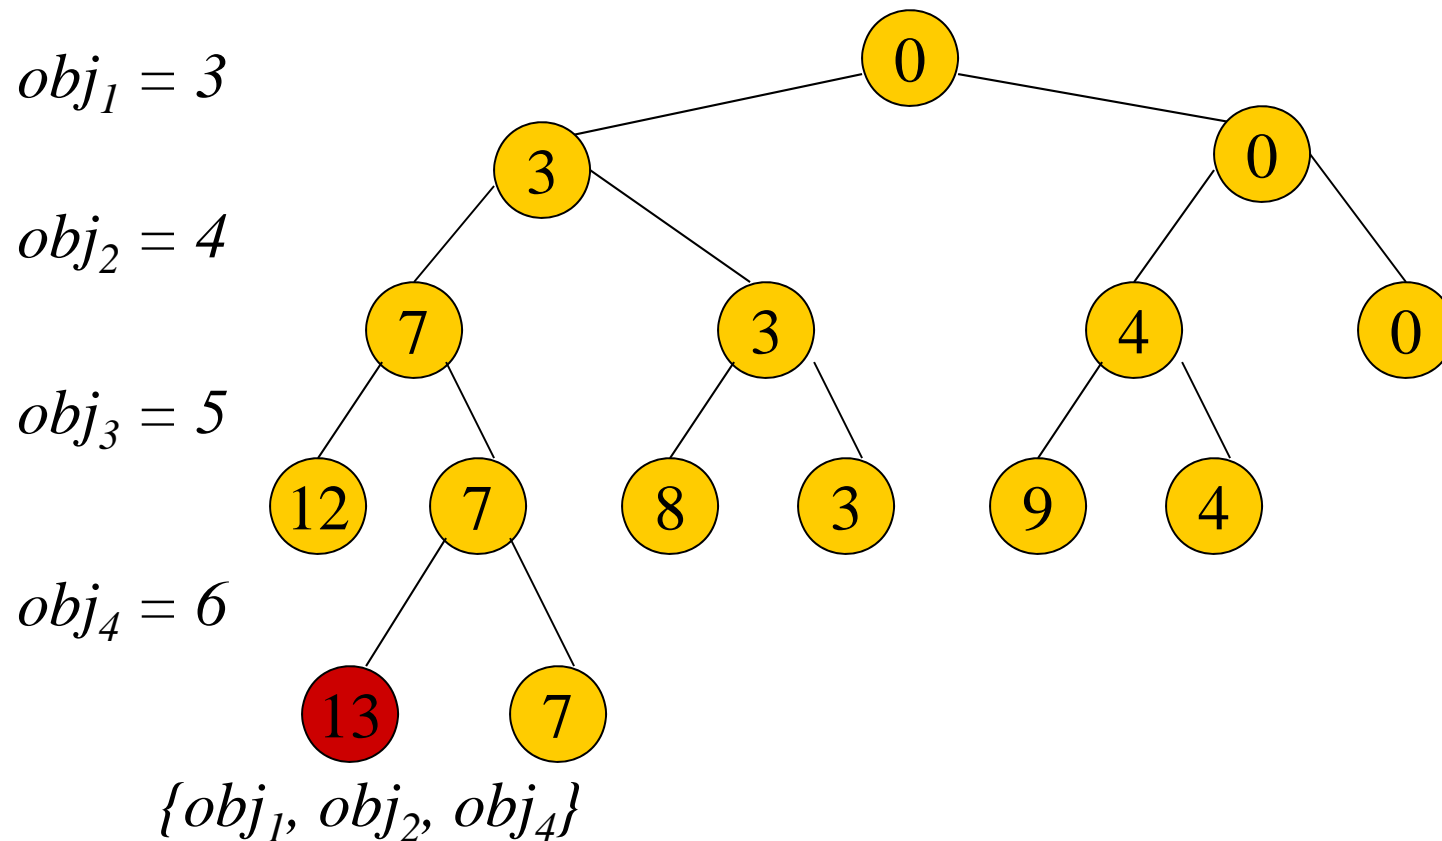 0
obj1 = 3
3 0
obj2 = 4
7 3 4 0
obj3 = 5
12 7 8 3 9 4
obj4 = 6
13 7
{obj1, obj2, obj4}